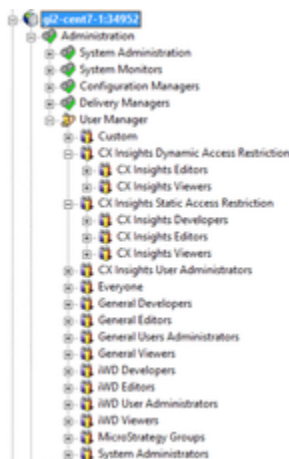 gi2-cent7-1:34952
Administration
System Administration
System Monitors
Configuration Managers
Delivery Managers
User Manager
Custom
CX Insights Dynamic Access Restriction
CX Insights Editors
CX Insights Viewers
CX Insights Static Access Restriction
CX Insights Developers
CX Insights Editors
CX Insights Viewers
CX Insights User Administrators
Everyone
General Developers
General Editors
General Users Administrators
General Viewers
iWD Developers
iWD Editors
iWD User Administrators
iWD Viewers
MicroStrategy Groups
System Administrators